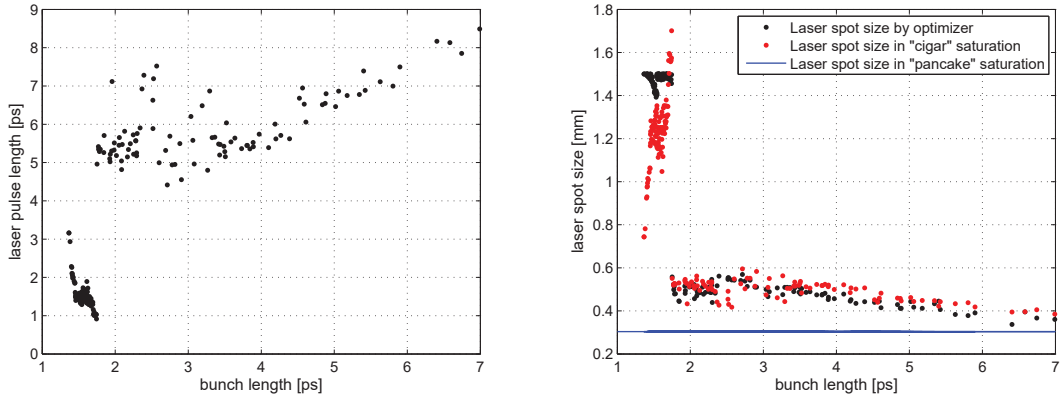 9
8
7
6
5
4
3
2
1
0
laser pulse length [ps]
1 2 3 4 5 6 7
bunch length [ps]
1.8
1.6
1.4
1.2
1
0.8
0.6
0.4
0.2
laser spot size [mm]
Laser spot size by optimizer
Laser spot size in "cigar" saturation
Laser spot size in "pancake" saturation
1 2 3 4 5 6 7
bunch length [ps]